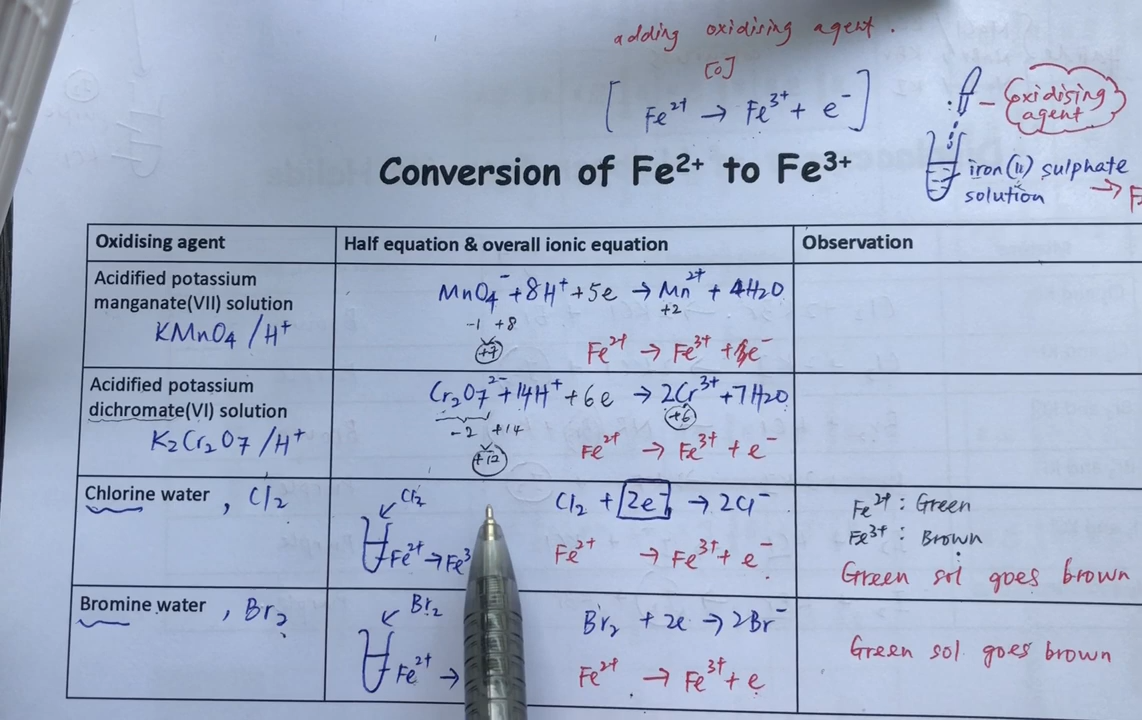 adding oxidising agent.
[O]
[Fe²⁺ → Fe³⁺ + e⁻]
oxidising
agent
iron(II) sulphate
solution
→ F
Conversion of Fe²⁺ to Fe³⁺
Oxidising agent
Half equation & overall ionic equation
Observation
Acidified potassium
manganate(VII) solution
KMnO₄ / H⁺
MnO₄⁻ + 8H⁺ + 5e → Mn²⁺ + 4H₂O
-1 +8
+2
+7
Fe²⁺ → Fe³⁺ + e⁻
Acidified potassium
dichromate(VI) solution
K₂Cr₂O₇ / H⁺
Cr₂O₇²⁻ + 14H⁺ + 6e → 2Cr³⁺ + 7H₂O
-2 +14
+6
+12
Fe²⁺ → Fe³⁺ + e⁻
Chlorine water , Cl₂
Cl₂
Fe²⁺ → Fe³
Cl₂ + 2e → 2Cl⁻
Fe²⁺ → Fe³⁺ + e⁻
Fe²⁺ : Green
Fe³⁺ : Brown
Green sol goes brown
Bromine water , Br₂
Br₂
Fe²⁺ →
Br₂ + 2e → 2Br⁻
Fe²⁺ → Fe³⁺ + e
Green sol. goes brown